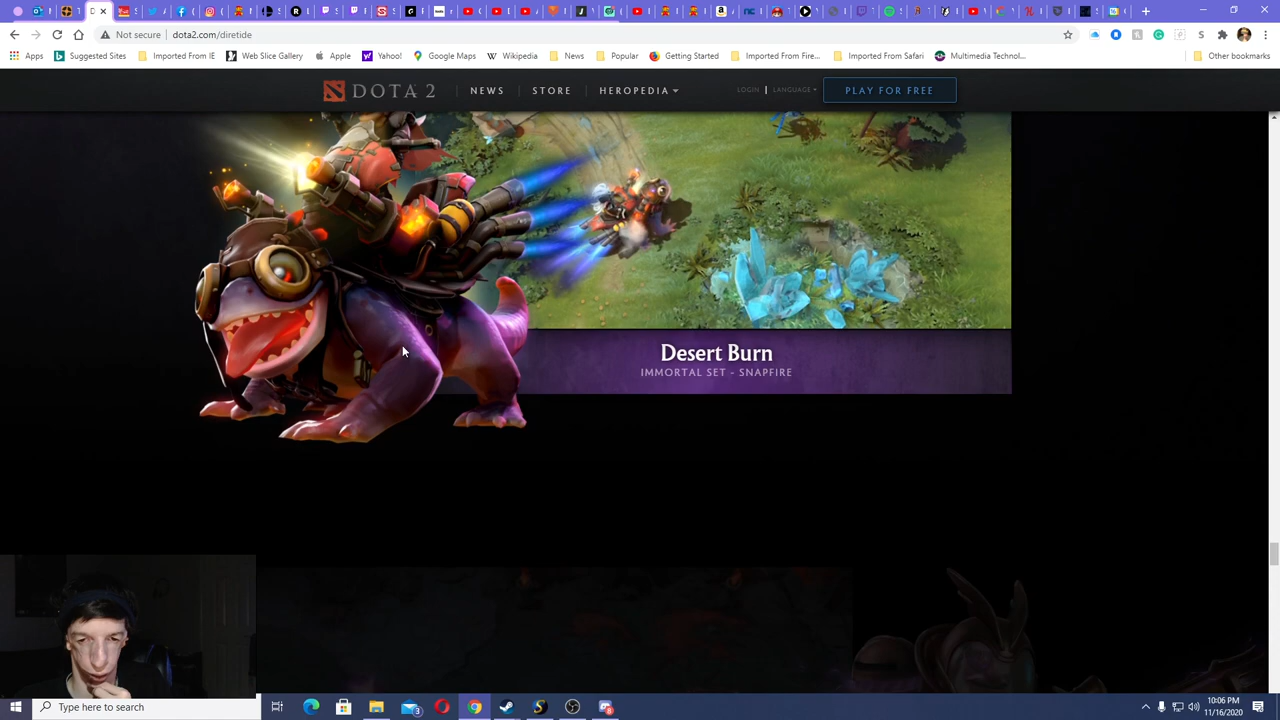 Not secure | dota2.com/diretide
Apps Suggested Sites Imported From IE Web Slice Gallery Apple Yahoo! Google Maps Wikipedia News Popular Getting Started Imported From Fire... Imported From Safari Multimedia Technol... Other bookmarks
DOTA 2 NEWS STORE HEROPEDIA LOGIN | LANGUAGE PLAY FOR FREE
Desert Burn
IMMORTAL SET - SNAPFIRE
Type here to search
10:06 PM
11/16/2020